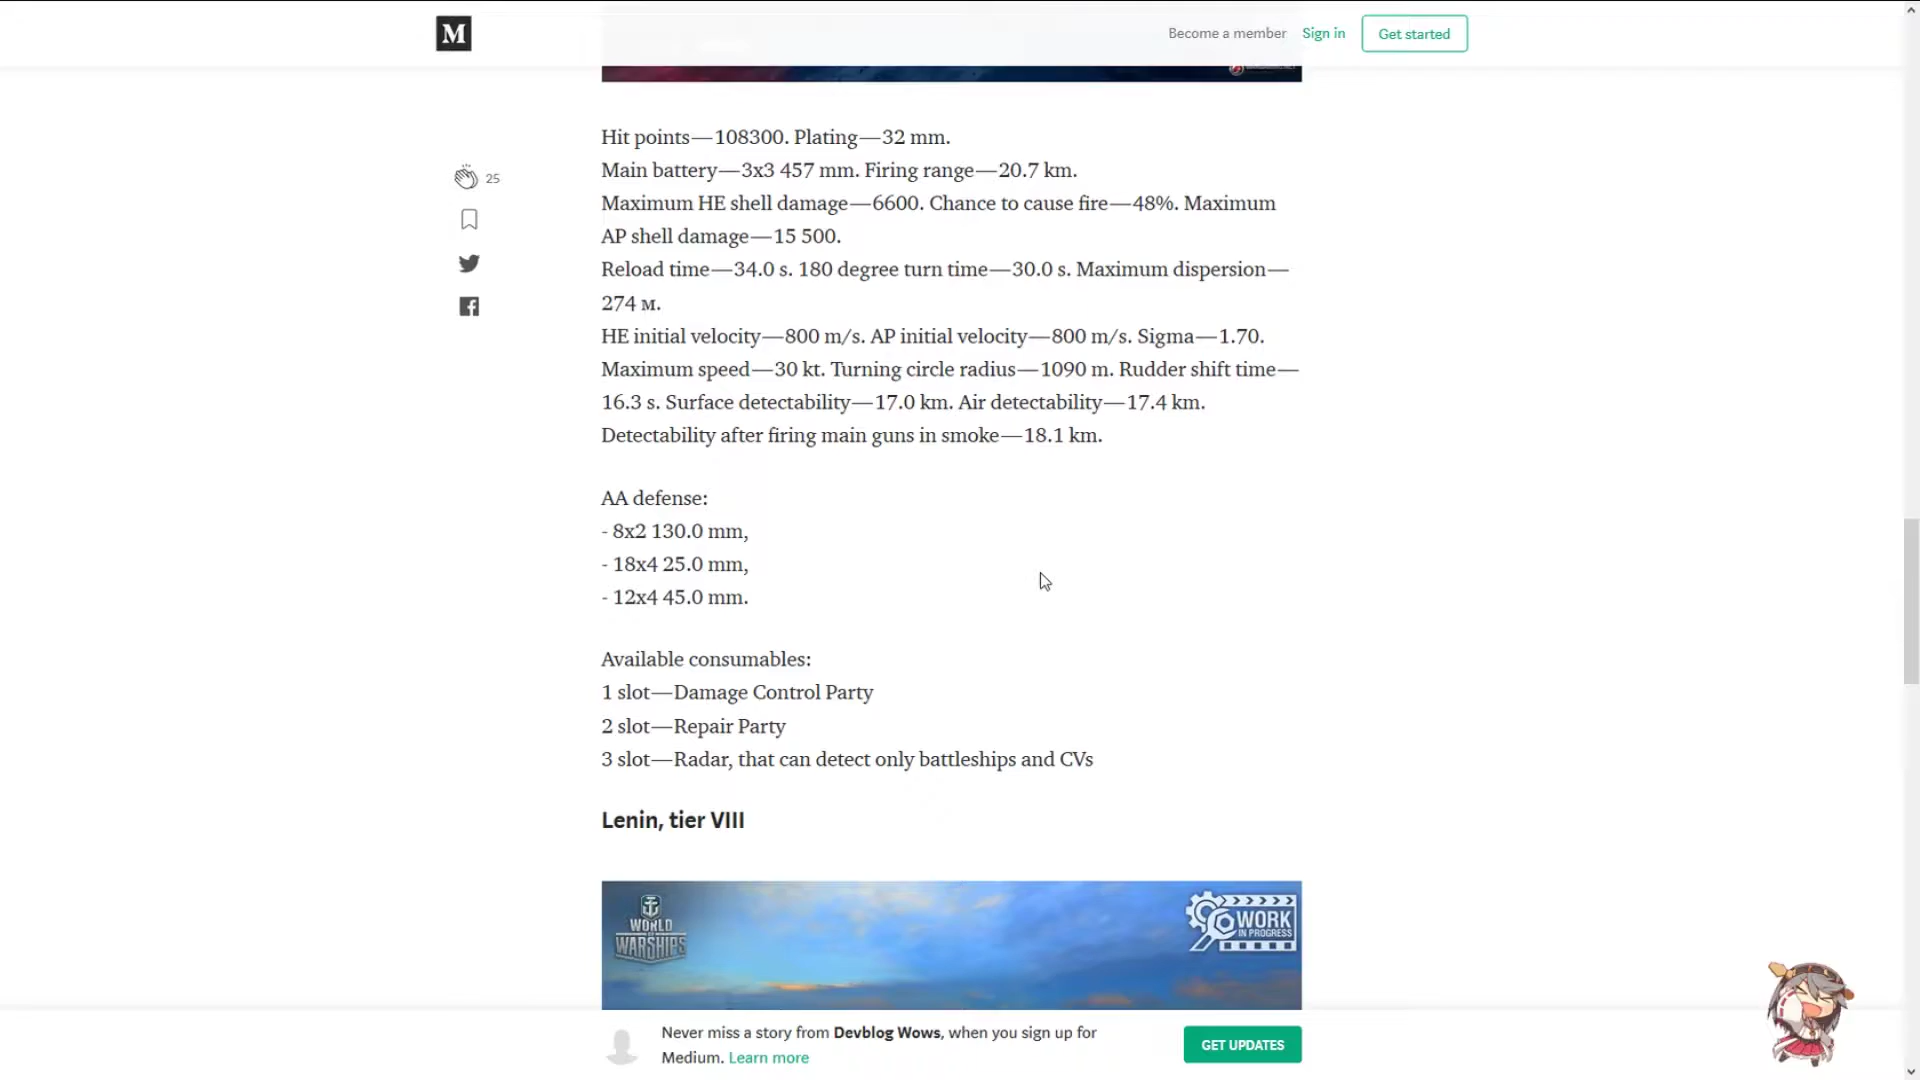 M
Become a member
Sign in
Get started
Hit points—108300. Plating—32 mm.
Main battery—3x3 457 mm. Firing range—20.7 km.
Maximum HE shell damage—6600. Chance to cause fire—48%. Maximum
AP shell damage—15 500.
Reload time—34.0 s. 180 degree turn time—30.0 s. Maximum dispersion—
274 м.
HE initial velocity—800 m/s. AP initial velocity—800 m/s. Sigma—1.70.
Maximum speed—30 kt. Turning circle radius—1090 m. Rudder shift time—
16.3 s. Surface detectability—17.0 km. Air detectability—17.4 km.
Detectability after firing main guns in smoke—18.1 km.
25
AA defense:
- 8x2 130.0 mm,
- 18x4 25.0 mm,
- 12x4 45.0 mm.
Available consumables:
1 slot—Damage Control Party
2 slot—Repair Party
3 slot—Radar, that can detect only battleships and CVs
Lenin, tier VIII
WORLD
OF
WARSHIPS
WORK
IN PROGRESS
Never miss a story from Devblog Wows, when you sign up for
Medium. Learn more
GET UPDATES